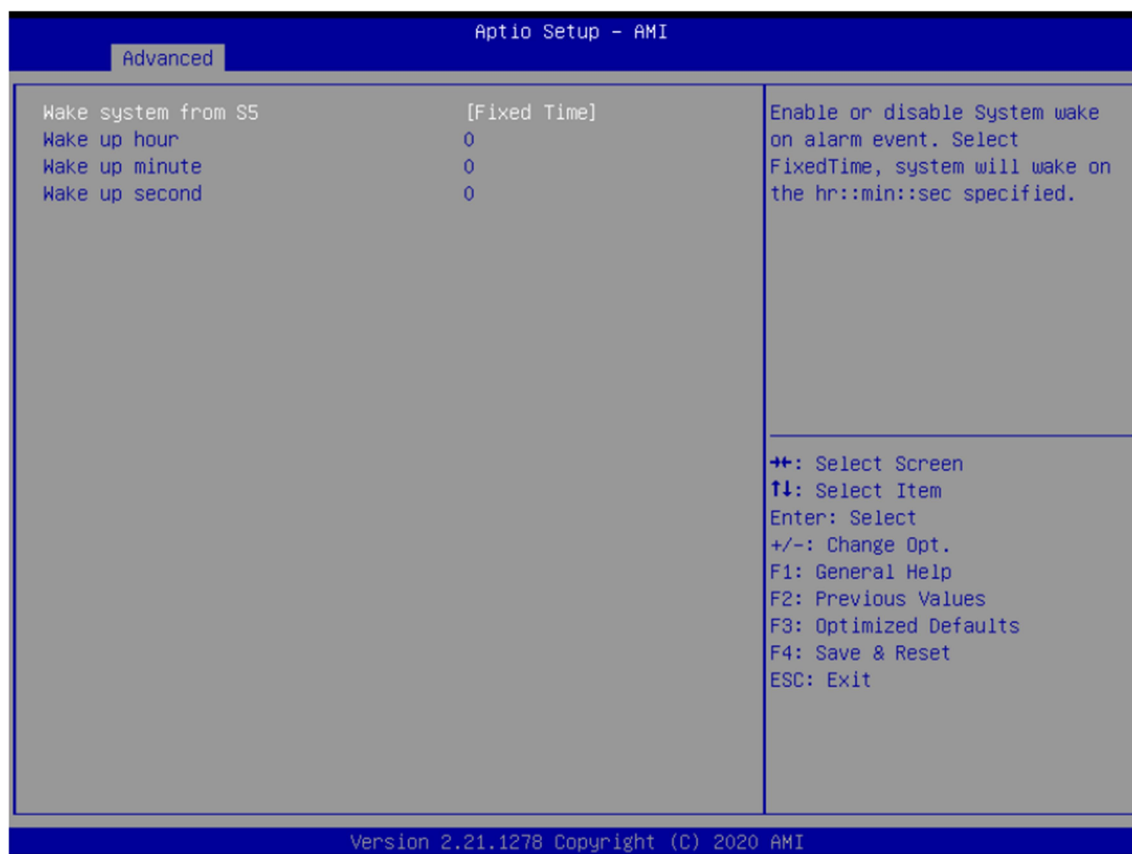 Aptio Setup – AMI
Advanced
Wake system from S5 [Fixed Time]
Wake up hour 0
Wake up minute 0
Wake up second 0
Enable or disable System wake
on alarm event. Select
FixedTime, system will wake on
the hr::min::sec specified.
→←: Select Screen
↑↓: Select Item
Enter: Select
+/-: Change Opt.
F1: General Help
F2: Previous Values
F3: Optimized Defaults
F4: Save & Reset
ESC: Exit
Version 2.21.1278 Copyright (C) 2020 AMI